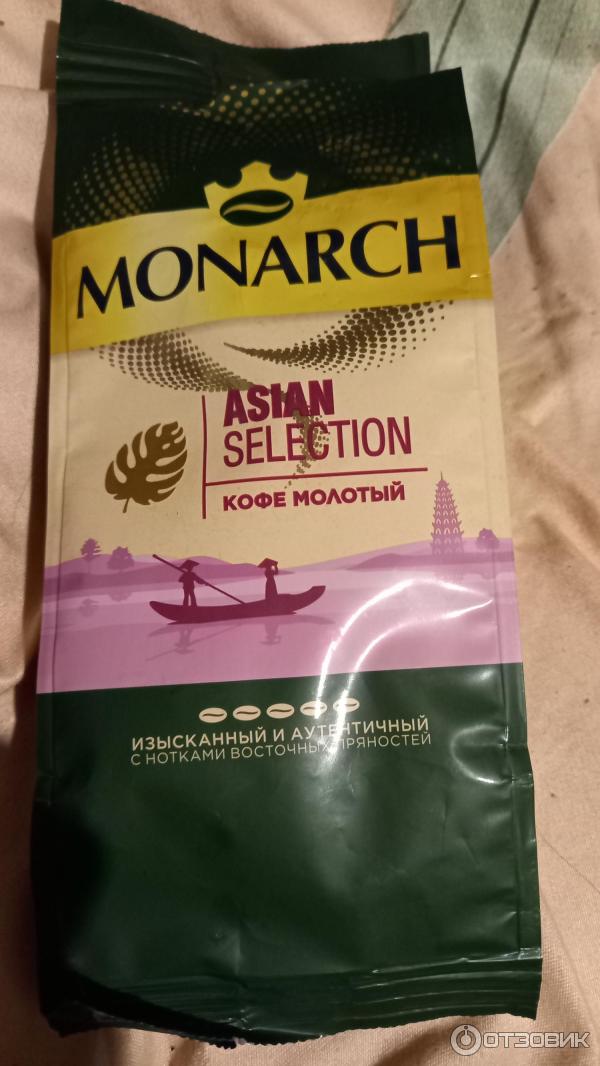 MONARCH
ASIAN
SELECTION
КОФЕ МОЛОТЫЙ
ИЗЫСКАННЫЙ И АУТЕНТИЧНЫЙ
С НОТКАМИ ВОСТОЧНЫХ ПРЯНОСТЕЙ
ОТЗОВИК